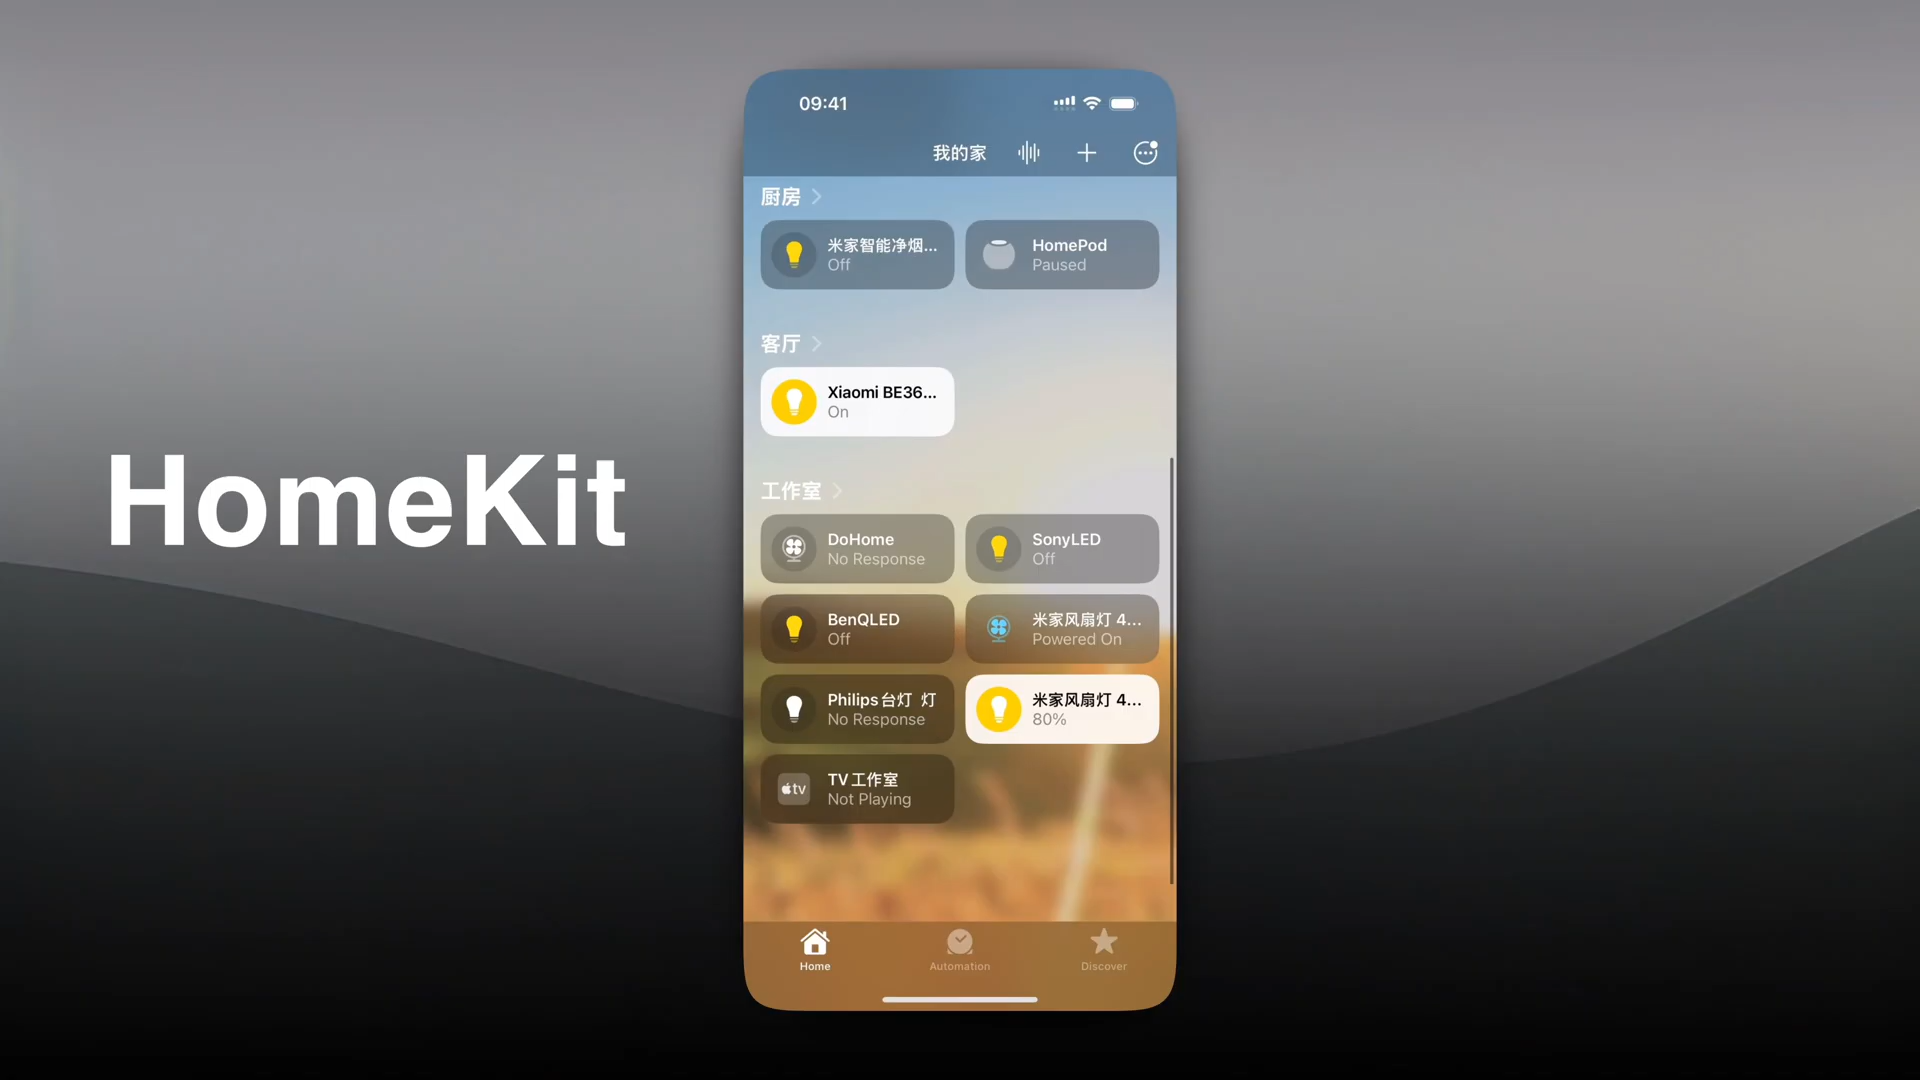 HomeKit
09:41
我的家
厨房
米家智能净烟...
Off
HomePod
Paused
客厅
Xiaomi BE36...
On
工作室
DoHome
No Response
SonyLED
Off
BenQLED
Off
米家风扇灯 4...
Powered On
Philips台灯 灯
No Response
米家风扇灯 4...
80%
tv
TV工作室
Not Playing
Home
Automation
Discover